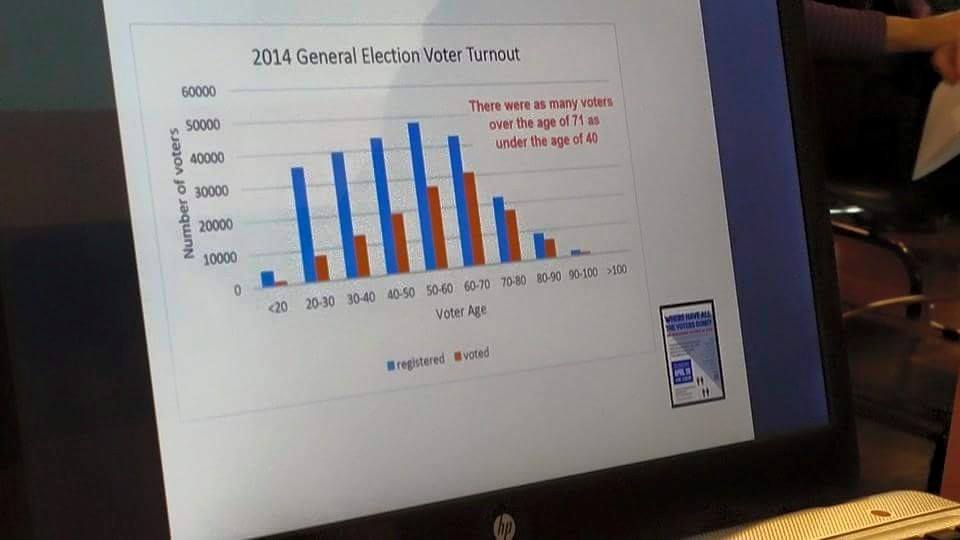 2014 General Election Voter Turnout
There were as many voters
over the age of 71 as
under the age of 40
Number of voters
60000
50000
40000
30000
20000
10000
0
<20 20-30 30-40 40-50 50-60 60-70 70-80 80-90 90-100 >100
Voter Age
registered voted
WHERE HAVE ALL
THE VOTERS GONE?
APRIL 19
hp